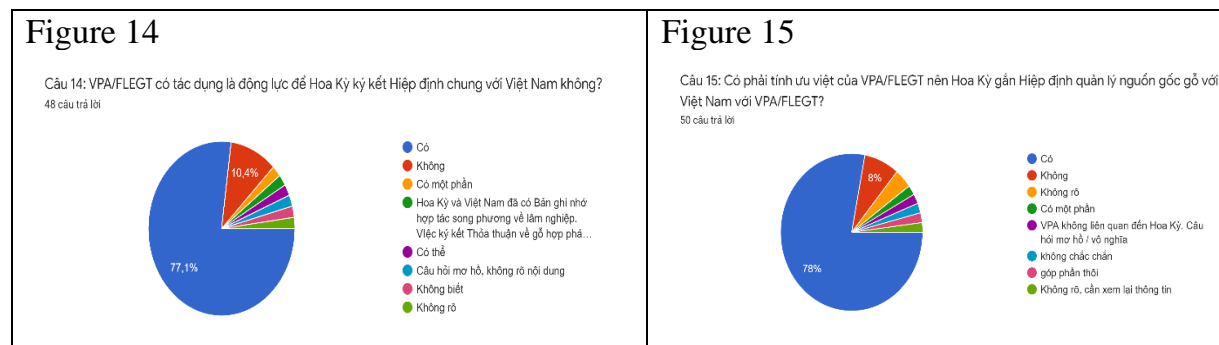 Figure 14
Câu 14: VPA/FLEGT có tác dụng là động lực để Hoa Kỳ ký kết Hiệp định chung với Việt Nam không?
48 câu trả lời
10,4%
77,1%
Có
Không
Có một phần
Hoa Kỳ và Việt Nam đã có Bản ghi nhớ
hợp tác song phương về lâm nghiệp.
Việc ký kết Thỏa thuận về gỗ hợp phá...
Có thể
Câu hỏi mơ hồ, không rõ nội dung
Không biết
Không rõ
Figure 15
Câu 15: Có phải tính ưu việt của VPA/FLEGT nên Hoa Kỳ gắn Hiệp định quản lý nguồn gốc gỗ với
Việt Nam với VPA/FLEGT?
50 câu trả lời
8%
78%
Có
Không
Không rõ
Có một phần
VPA không liên quan đến Hoa Kỳ. Câu
hỏi mơ hồ / vô nghĩa
không chắc chắn
góp phần thôi
Không rõ, cần xem lại thông tin